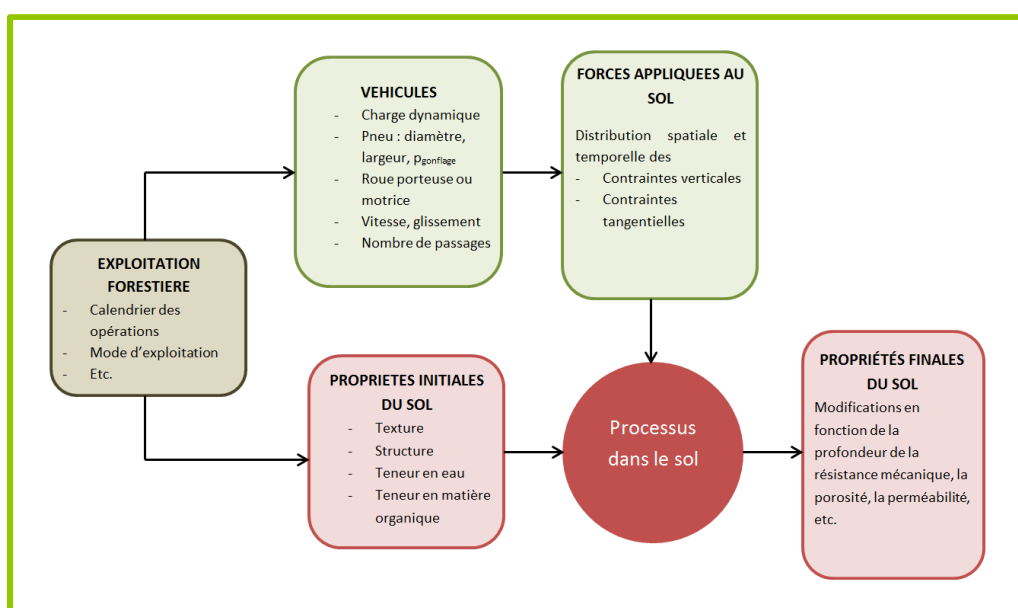 EXPLOITATION
FORESTIERE
- Calendrier des
opérations
- Mode d'exploitation
- Etc.
VEHICULES
- Charge dynamique
- Pneu : diamètre,
largeur, pgonflage
- Roue porteuse ou
motrice
- Vitesse, glissement
- Nombre de passages
FORCES APPLIQUEES AU
SOL
Distribution spatiale et
temporelle des
- Contraintes verticales
- Contraintes
tangentielles
PROPRIETES INITIALES
DU SOL
- Texture
- Structure
- Teneur en eau
- Teneur en matière
organique
Processus
dans le sol
PROPRIÉTÉS FINALES
DU SOL
Modifications en
fonction de la
profondeur de la
résistance mécanique, la
porosité, la perméabilité,
etc.